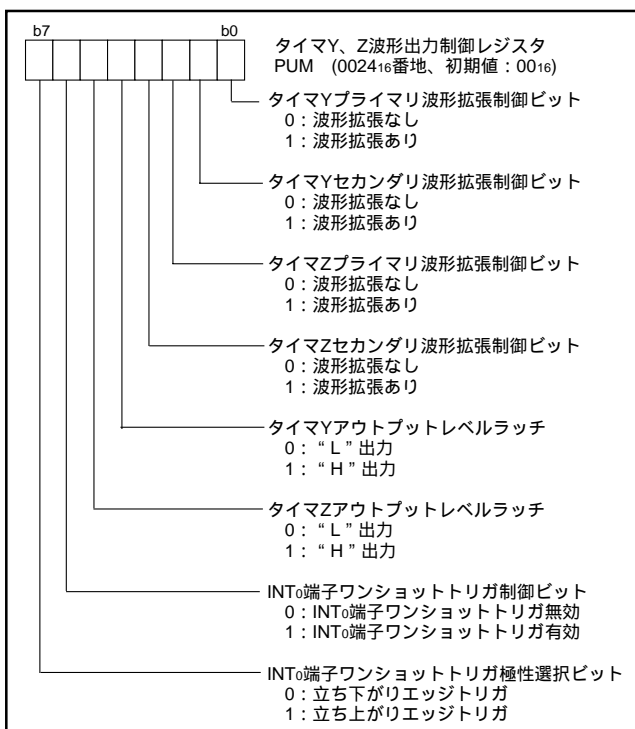 b7 b0
タイマY、Z波形出力制御レジスタ
PUM (002416番地、初期値：0016)
タイマYプライマリ波形拡張制御ビット
0：波形拡張なし
1：波形拡張あり
タイマYセカンダリ波形拡張制御ビット
0：波形拡張なし
1：波形拡張あり
タイマZプライマリ波形拡張制御ビット
0：波形拡張なし
1：波形拡張あり
タイマZセカンダリ波形拡張制御ビット
0：波形拡張なし
1：波形拡張あり
タイマYアウトプットレベルラッチ
0：“L”出力
1：“H”出力
タイマZアウトプットレベルラッチ
0：“L”出力
1：“H”出力
INT0端子ワンショットトリガ制御ビット
0：INT0端子ワンショットトリガ無効
1：INT0端子ワンショットトリガ有効
INT0端子ワンショットトリガ極性選択ビット
0：立ち下がりエッジトリガ
1：立ち上がりエッジトリガ